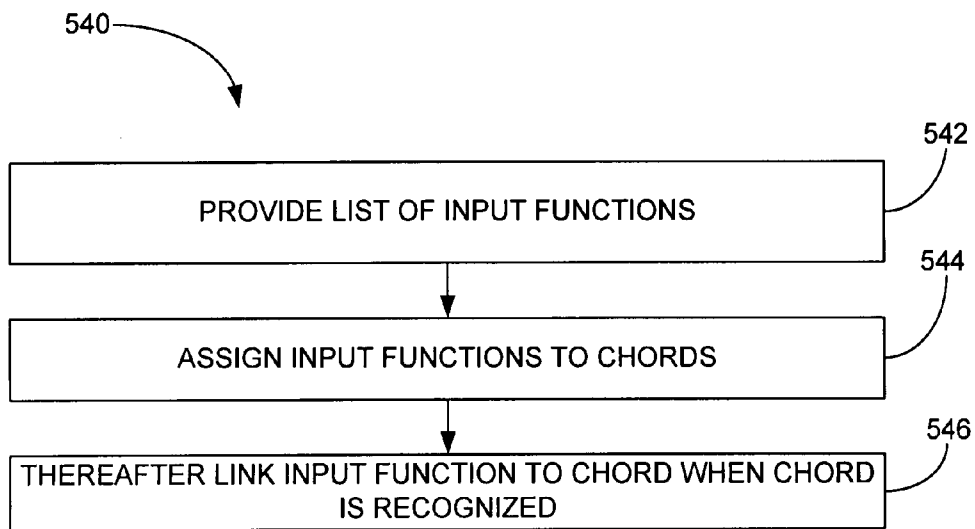 540
542
PROVIDE LIST OF INPUT FUNCTIONS
544
ASSIGN INPUT FUNCTIONS TO CHORDS
546
THEREAFTER LINK INPUT FUNCTION TO CHORD WHEN CHORD
IS RECOGNIZED